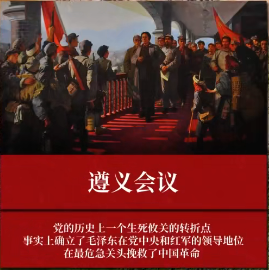 遵义会议
党的历史上一个生死攸关的转折点
事实上确立了毛泽东在党中央和红军的领导地位
在最危急关头挽救了中国革命